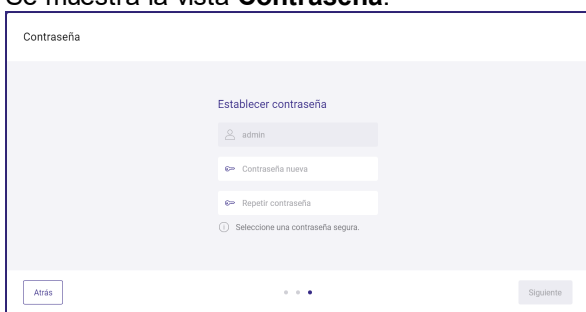 Se muestra la vista Contraseña.
Contraseña
Establecer contraseña
admin
Contraseña nueva
Repetir contraseña
Seleccione una contraseña segura.
Atrás
Siguiente